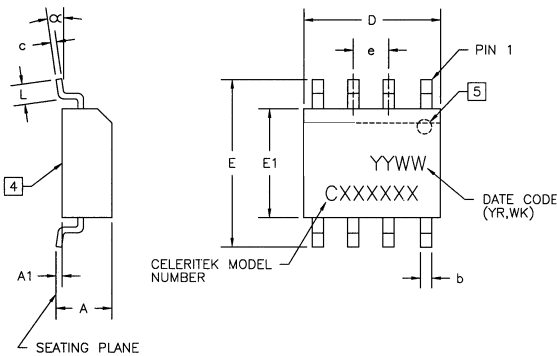 α
c
L
4
A1
A
SEATING PLANE
D
e
PIN 1
5
E
E1
YYWW
CXXXXXX
DATE CODE
(YR,WK)
CELERITEK MODEL
NUMBER
b